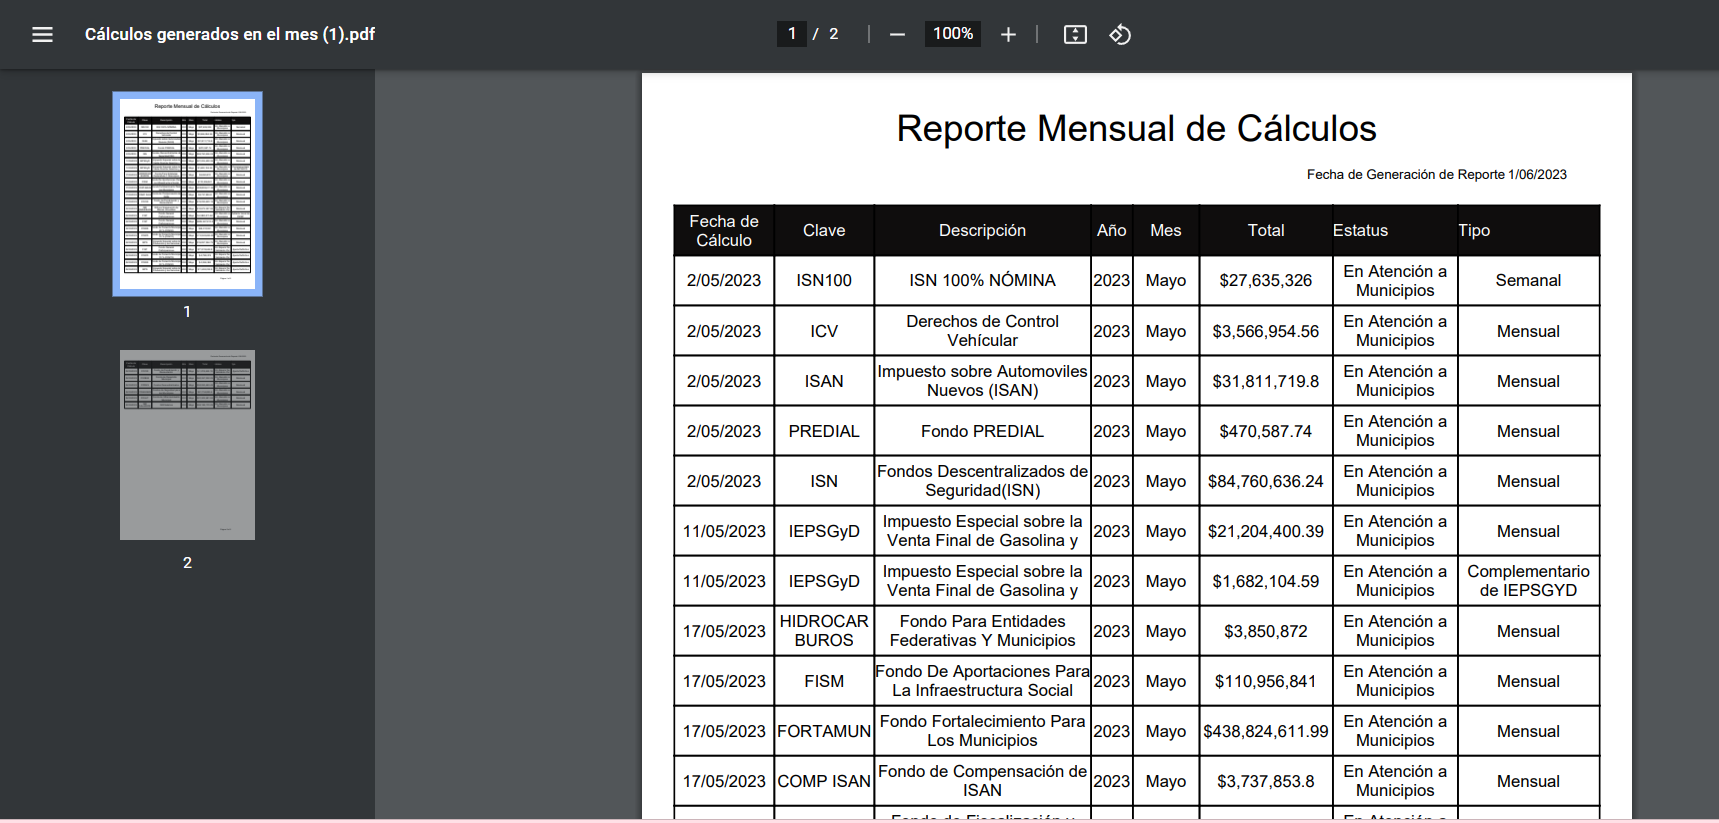 Cálculos generados en el mes (1).pdf
1 / 2
100%
1
2
Reporte Mensual de Cálculos
Fecha de Generación de Reporte 1/06/2023
Fecha de Cálculo Clave Descripción Año Mes Total Estatus Tipo
2/05/2023 ISN100 ISN 100% NÓMINA 2023 Mayo $27,635,326 En Atención a Municipios Semanal
2/05/2023 ICV Derechos de Control Vehícular 2023 Mayo $3,566,954.56 En Atención a Municipios Mensual
2/05/2023 ISAN Impuesto sobre Automoviles Nuevos (ISAN) 2023 Mayo $31,811,719.8 En Atención a Municipios Mensual
2/05/2023 PREDIAL Fondo PREDIAL 2023 Mayo $470,587.74 En Atención a Municipios Mensual
2/05/2023 ISN Fondos Descentralizados de Seguridad(ISN) 2023 Mayo $84,760,636.24 En Atención a Municipios Mensual
11/05/2023 IEPSGyD Impuesto Especial sobre la Venta Final de Gasolina y 2023 Mayo $21,204,400.39 En Atención a Municipios Mensual
11/05/2023 IEPSGyD Impuesto Especial sobre la Venta Final de Gasolina y 2023 Mayo $1,682,104.59 En Atención a Municipios Complementario de IEPSGYD
17/05/2023 HIDROCAR BUROS Fondo Para Entidades Federativas Y Municipios 2023 Mayo $3,850,872 En Atención a Municipios Mensual
17/05/2023 FISM Fondo De Aportaciones Para La Infraestructura Social 2023 Mayo $110,956,841 En Atención a Municipios Mensual
17/05/2023 FORTAMUN Fondo Fortalecimiento Para Los Municipios 2023 Mayo $438,824,611.99 En Atención a Municipios Mensual
17/05/2023 COMP ISAN Fondo de Compensación de ISAN 2023 Mayo $3,737,853.8 En Atención a Municipios Mensual